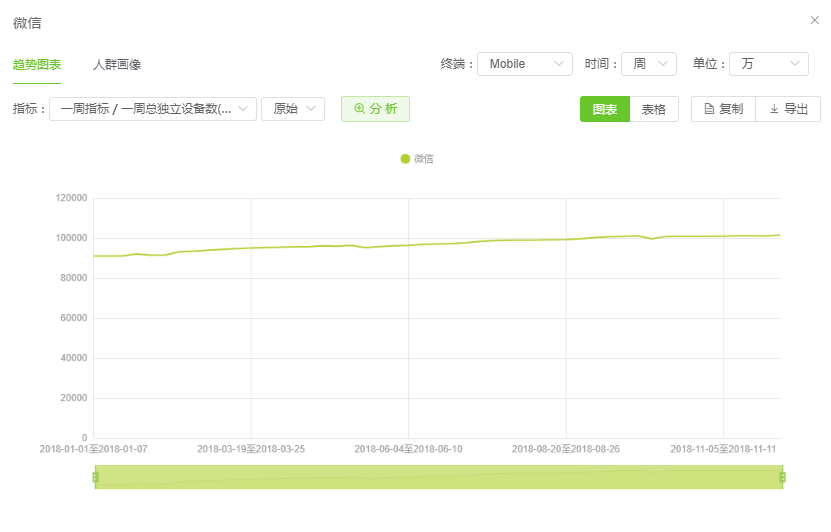 微信
趋势图表 人群画像 终端： Mobile 时间： 周 单位： 万
指标： 一周指标 / 一周总独立设备数(... 原始 分 析 图表 表格 复制 导出
微信
120000
100000
80000
60000
40000
20000
0
2018-01-01至2018-01-07 2018-03-19至2018-03-25 2018-06-04至2018-06-10 2018-08-20至2018-08-26 2018-11-05至2018-11-11